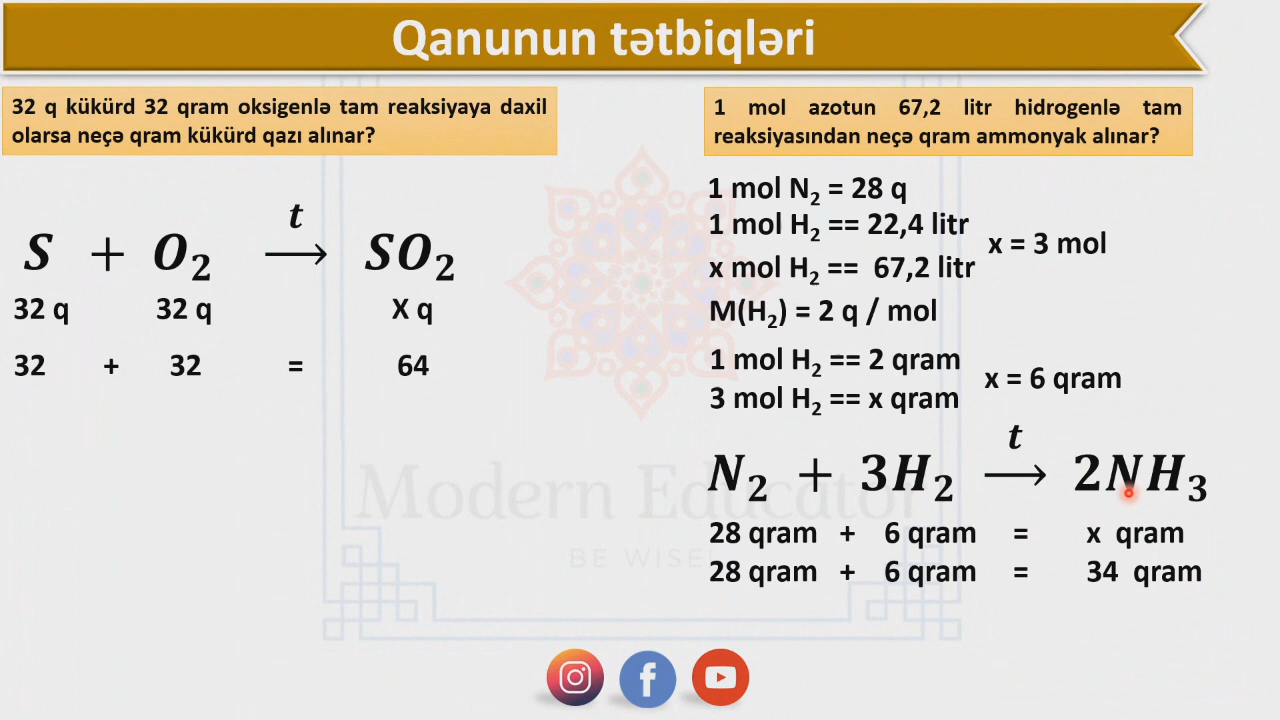 Qanunun tətbiqləri
32 q kükürd 32 qram oksigenlə tam reaksiyaya daxil
olarsa neçə qram kükürd qazı alınar?
S + O₂ ⟶ SO₂
t
32 q 32 q X q
32 + 32 = 64
1 mol azotun 67,2 litr hidrogenlə tam
reaksiyasından neçə qram ammonyak alınar?
1 mol N₂ = 28 q
1 mol H₂ == 22,4 litr
x mol H₂ == 67,2 litr
x = 3 mol
M(H₂) = 2 q / mol
1 mol H₂ == 2 qram
3 mol H₂ == x qram
x = 6 qram
t
N₂ + 3H₂ ⟶ 2NH₃
28 qram + 6 qram = x qram
28 qram + 6 qram = 34 qram
Modern Educator
BE WISE!